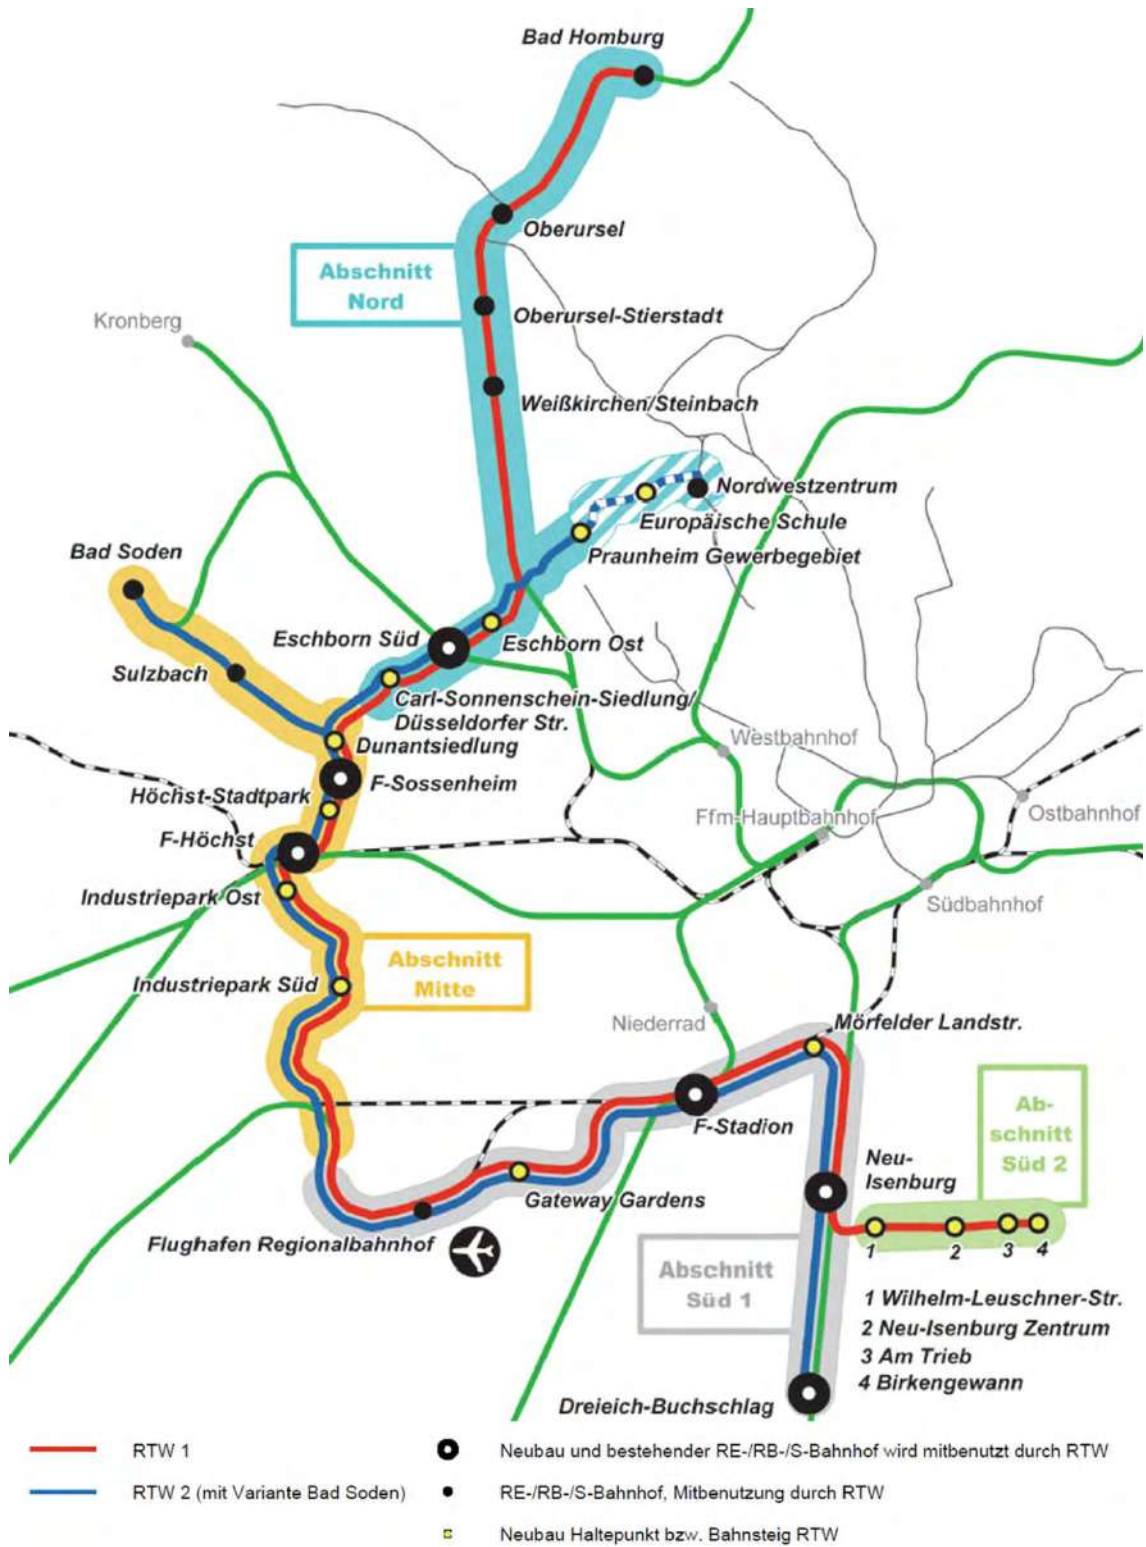 Bad Homburg
Oberursel
Abschnitt
Nord
Oberursel-Stierstadt
Kronberg
Weißkirchen/Steinbach
Nordwestzentrum
Europäische Schule
Praunheim Gewerbegebiet
Bad Soden
Eschborn Süd
Eschborn Ost
Sulzbach
Carl-Sonnenschein-Siedlung/
Düsseldorfer Str.
Dunantsiedlung
Westbahnhof
F-Sossenheim
Höchst-Stadtpark
Ffm-Hauptbahnhof
Ostbahnhof
F-Höchst
Industriepark Ost
Südbahnhof
Abschnitt
Mitte
Industriepark Süd
Niederrad
Mörfelder Landstr.
F-Stadion
Ab-
schnitt
Süd 2
Neu-
Isenburg
Gateway Gardens
Flughafen Regionalbahnhof
1
2
3
4
Abschnitt
Süd 1
1 Wilhelm-Leuschner-Str.
2 Neu-Isenburg Zentrum
3 Am Trieb
4 Birkengewann
Dreieich-Buchschlag
RTW 1
Neubau und bestehender RE-/RB-/S-Bahnhof wird mitbenutzt durch RTW
RTW 2 (mit Variante Bad Soden)
RE-/RB-/S-Bahnhof, Mitbenutzung durch RTW
Neubau Haltepunkt bzw. Bahnsteig RTW